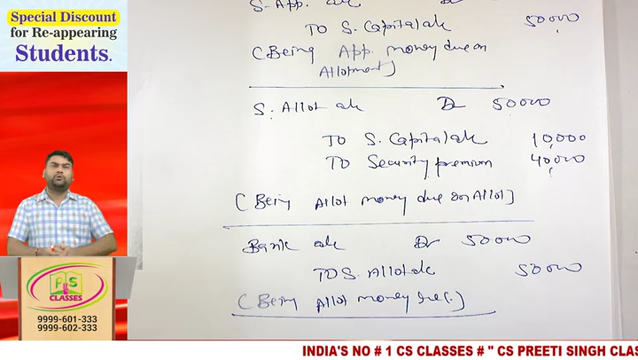 Special Discount
for Re-appearing
Students.
S. App. a/c Dr
TO S. Capital a/c 50000
(Being App. money due on
Allotment)
S. Allot a/c Dr 50000
TO S. Capital a/c 10,000
TO Security premium 40000
(Being Allot money due on Allot)
Bank a/c Dr 50000
TO S. Allot a/c 50000
(Being Allot money rec.)
PS
CLASSES
9999-601-333
9999-602-333
INDIA'S NO # 1 CS CLASSES # " CS PREETI SINGH CLAS